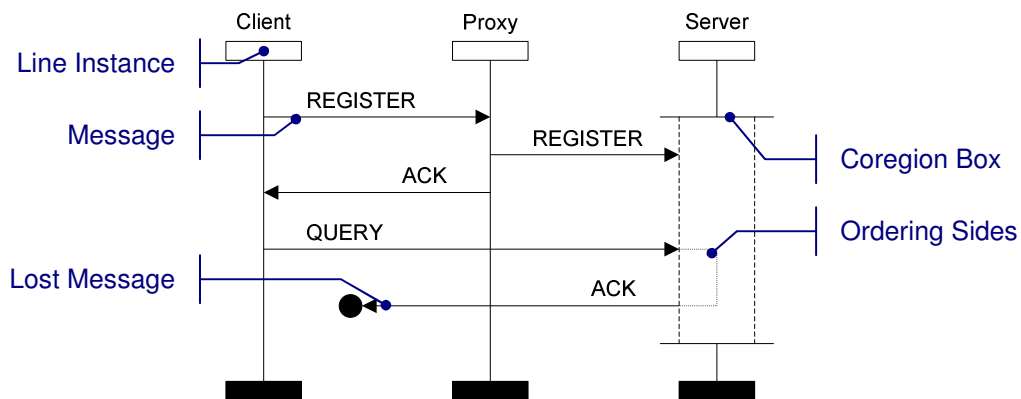 Client
Proxy
Server
Line Instance
REGISTER
Message
REGISTER
Coregion Box
ACK
QUERY
Ordering Sides
Lost Message
ACK